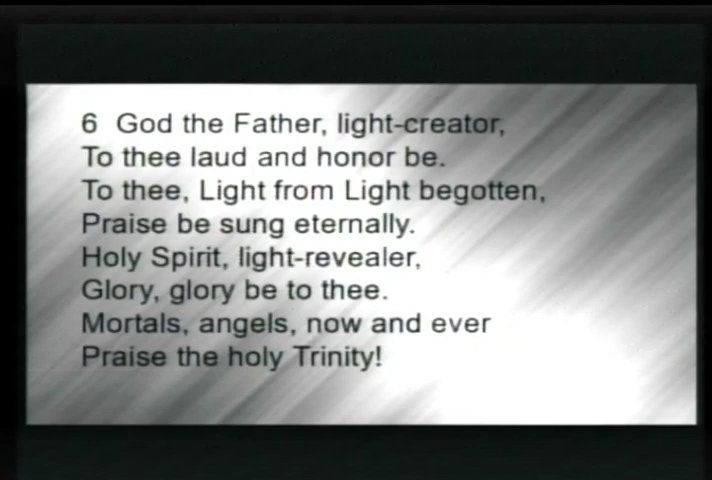 6 God the Father, light-creator,
To thee laud and honor be.
To thee, Light from Light begotten,
Praise be sung eternally.
Holy Spirit, light-revealer,
Glory, glory be to thee.
Mortals, angels, now and ever
Praise the holy Trinity!